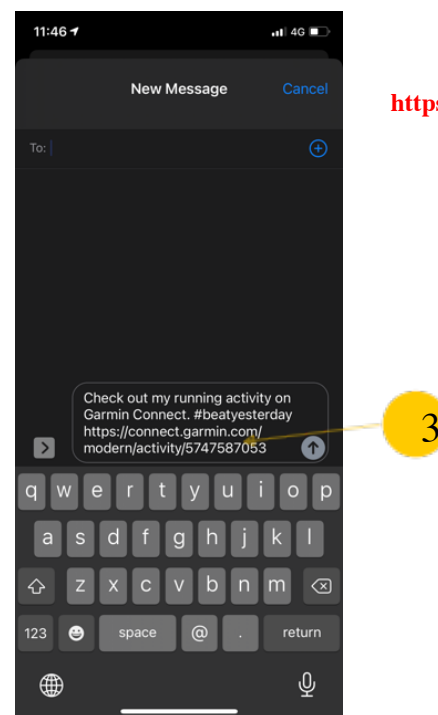 11:46 4G
New Message Cancel
https
To:
Check out my running activity on
Garmin Connect. #beatyesterday
https://connect.garmin.com/
modern/activity/5747587053
3
q w e r t y u i o p
a s d f g h j k l
z x c v b n m
123 space @ . return